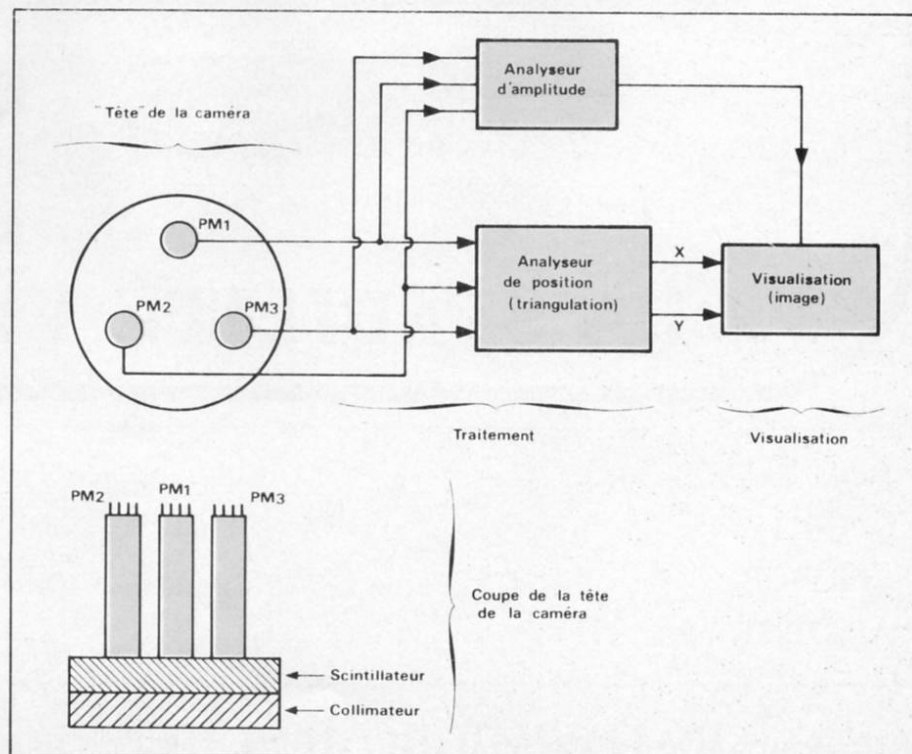 Analyseur
d'amplitude
"Tête" de la caméra
PM1
PM2
PM3
Analyseur
de position
(triangulation)
X
Y
Visualisation
(image)
Traitement
Visualisation
PM2
PM1
PM3
Coupe de la tête
de la caméra
Scintillateur
Collimateur